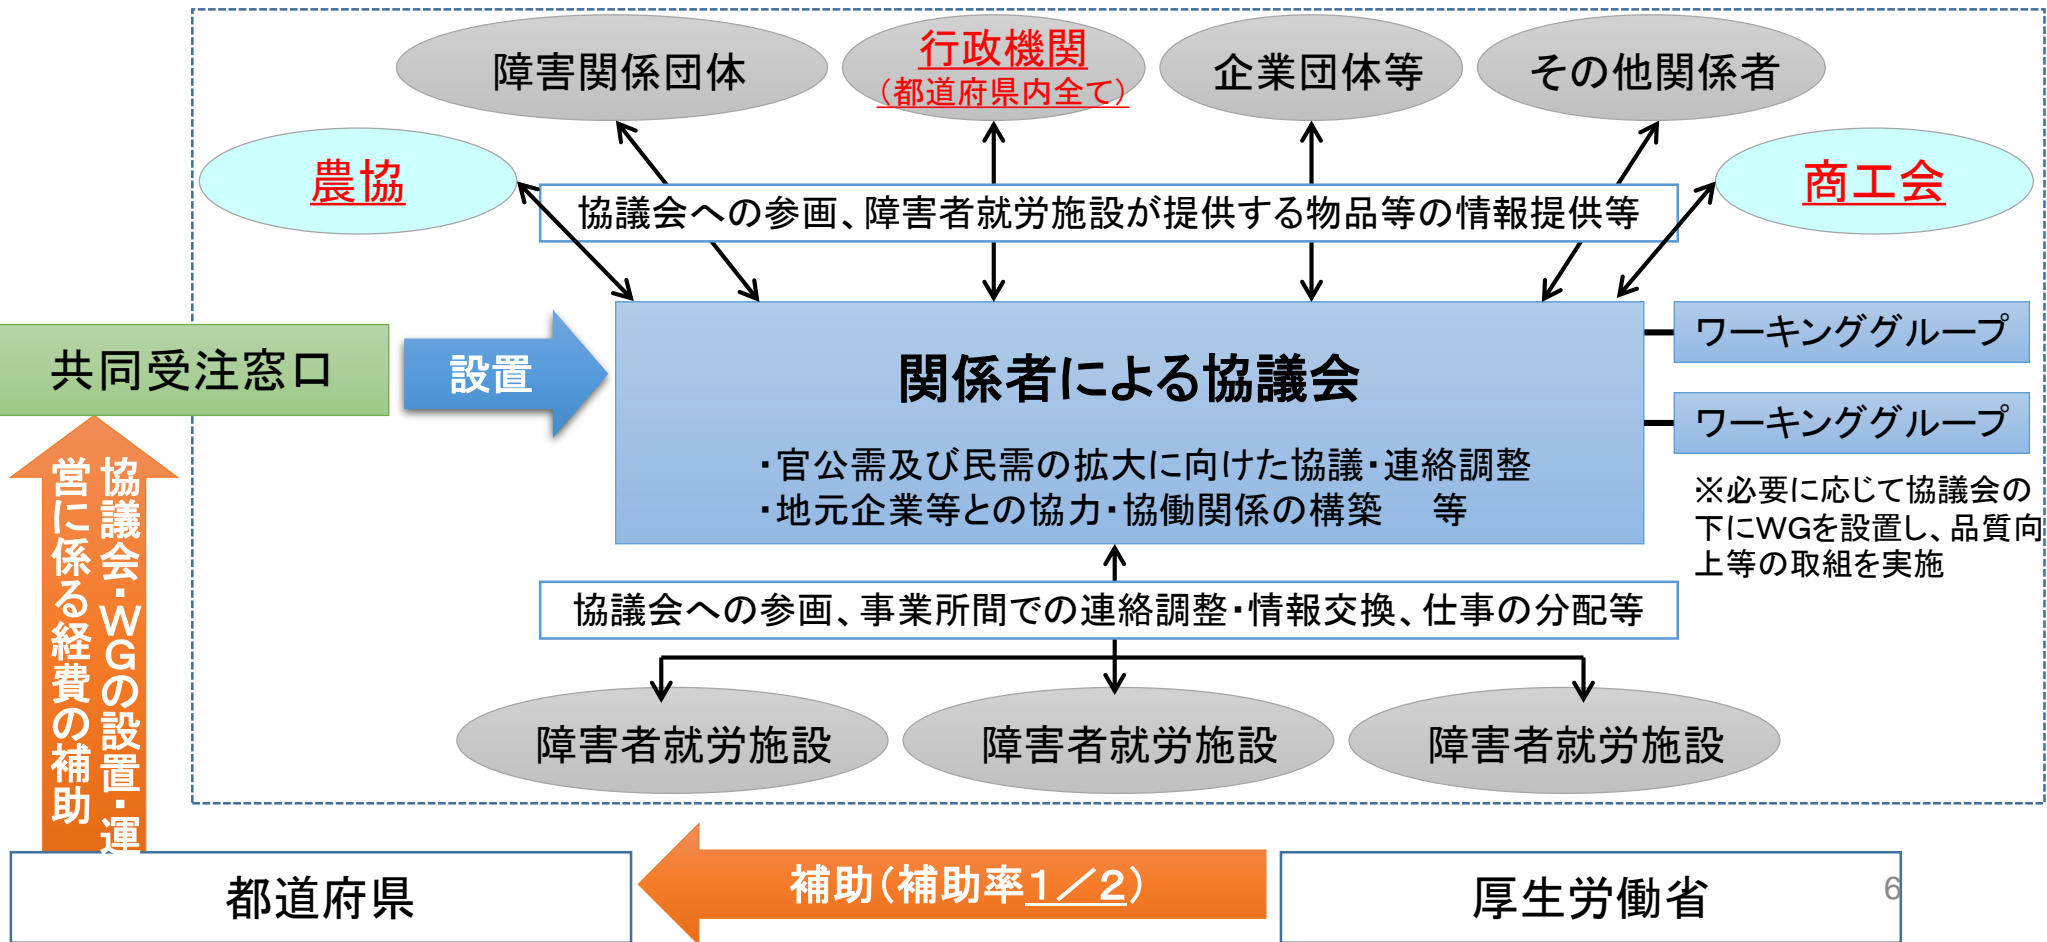 障害関係団体
行政機関
（都道府県内全て）
企業団体等
その他関係者
農協
商工会
協議会への参画、障害者就労施設が提供する物品等の情報提供等
共同受注窓口
設置
関係者による協議会
・官公需及び民需の拡大に向けた協議・連絡調整
・地元企業等との協力・協働関係の構築　等
ワーキンググループ
ワーキンググループ
※必要に応じて協議会の
下にWGを設置し、品質向
上等の取組を実施
協議会・WGの設置・運
営に係る経費の補助
協議会への参画、事業所間での連絡調整・情報交換、仕事の分配等
障害者就労施設
障害者就労施設
障害者就労施設
都道府県
補助（補助率１／２）
厚生労働省
6